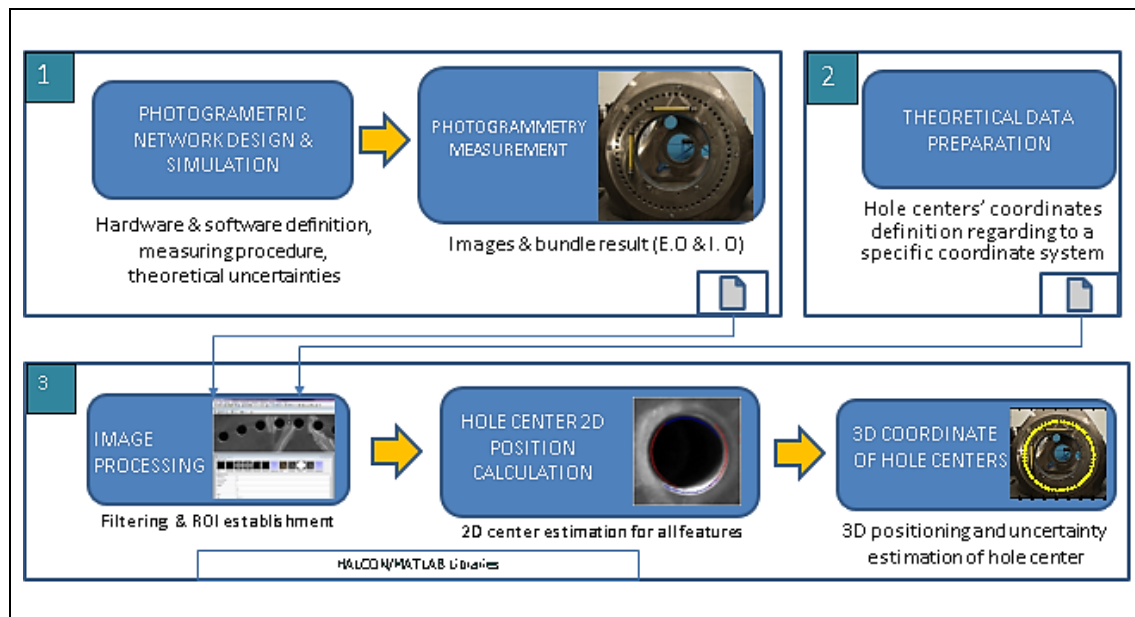 1
PHOTOGRAMETRIC
NETWORK DESIGN &
SIMULATION
Hardware & software definition,
measuring procedure,
theoretical uncertainties
PHOTOGRAMMETRY
MEASUREMENT
Images & bundle result (E.O & I. O)
2
THEORETICAL DATA
PREPARATION
Hole centers' coordinates
definition regarding to a
specific coordinate system
3
IMAGE
PROCESSING
Filtering & ROI establishment
HOLE CENTER 2D
POSITION
CALCULATION
2D center estimation for all features
3D COORDINATE
OF HOLE CENTERS
3D positioning and uncertainty
estimation of hole center
HALCON/MATLAB Libraries